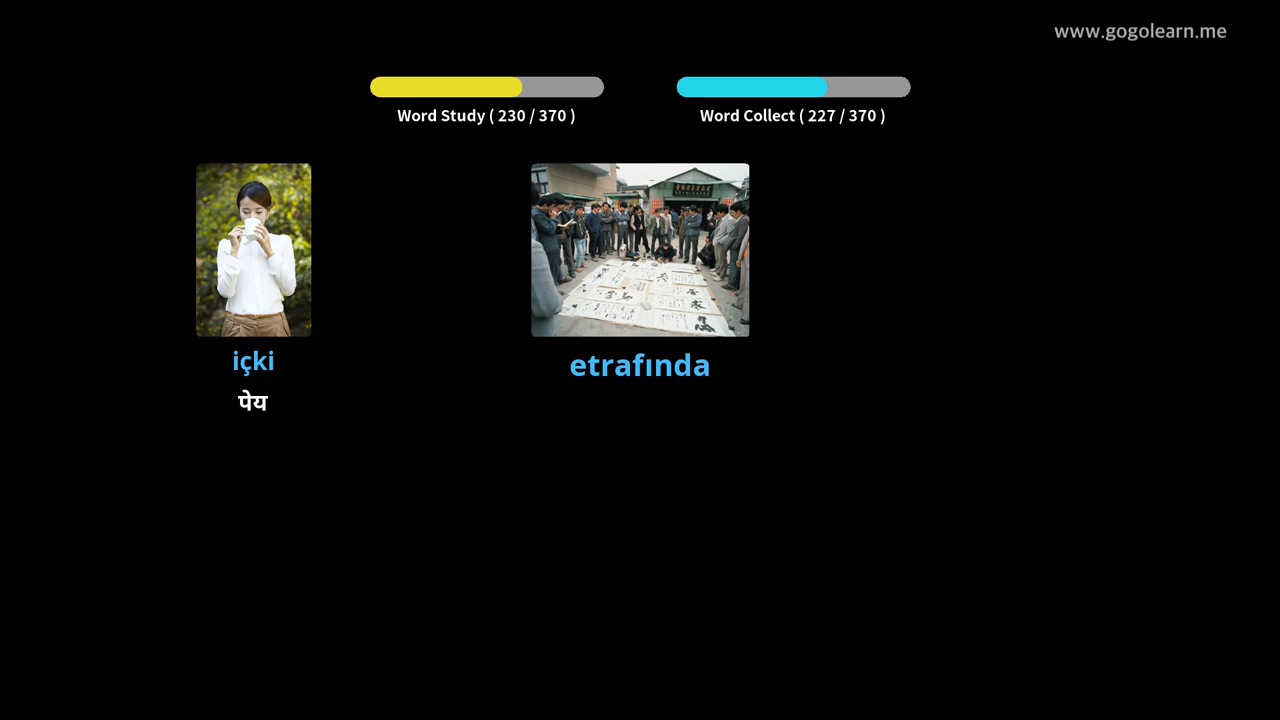 www.gogolearn.me
Word Study ( 230 / 370 )
Word Collect ( 227 / 370 )
içki
पेय
etrafında